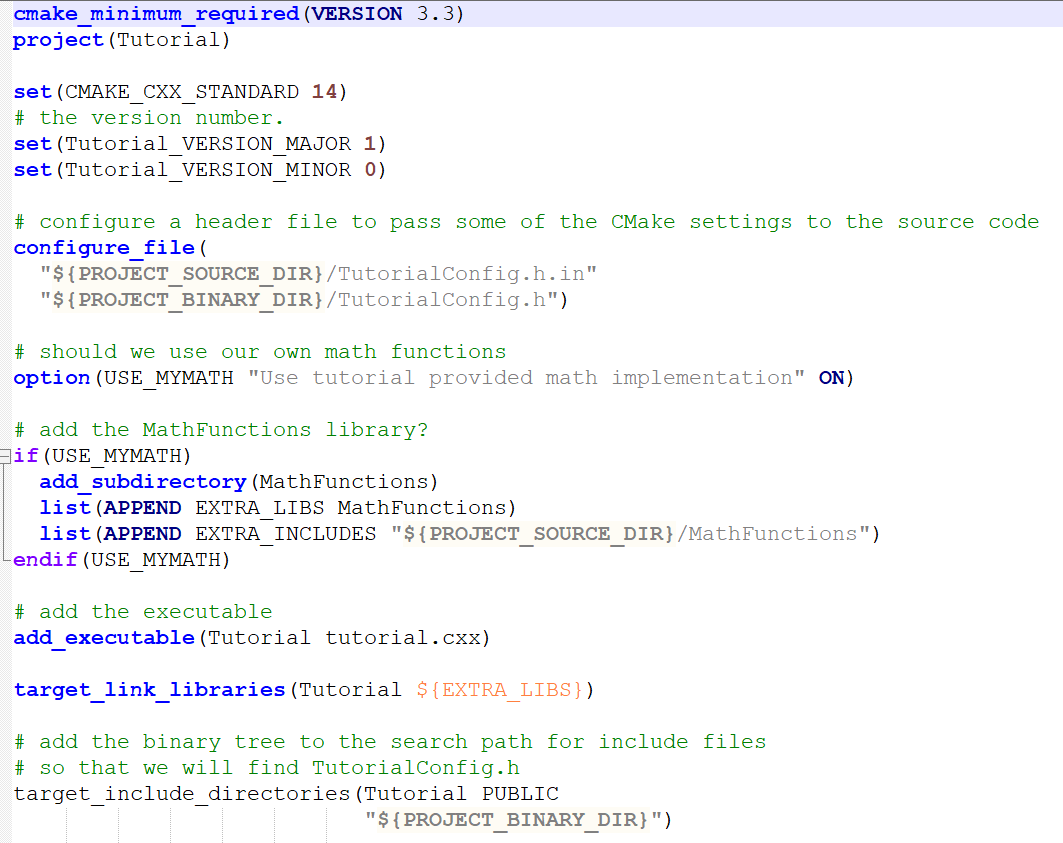 cmake_minimum_required(VERSION 3.3)
project(Tutorial)

set(CMAKE_CXX_STANDARD 14)
# the version number.
set(Tutorial_VERSION_MAJOR 1)
set(Tutorial_VERSION_MINOR 0)

# configure a header file to pass some of the CMake settings to the source code
configure_file(
  "${PROJECT_SOURCE_DIR}/TutorialConfig.h.in"
  "${PROJECT_BINARY_DIR}/TutorialConfig.h")

# should we use our own math functions
option(USE_MYMATH "Use tutorial provided math implementation" ON)

# add the MathFunctions library?
if(USE_MYMATH)
  add_subdirectory(MathFunctions)
  list(APPEND EXTRA_LIBS MathFunctions)
  list(APPEND EXTRA_INCLUDES "${PROJECT_SOURCE_DIR}/MathFunctions")
endif(USE_MYMATH)

# add the executable
add_executable(Tutorial tutorial.cxx)

target_link_libraries(Tutorial ${EXTRA_LIBS})

# add the binary tree to the search path for include files
# so that we will find TutorialConfig.h
target_include_directories(Tutorial PUBLIC
                           "${PROJECT_BINARY_DIR}")